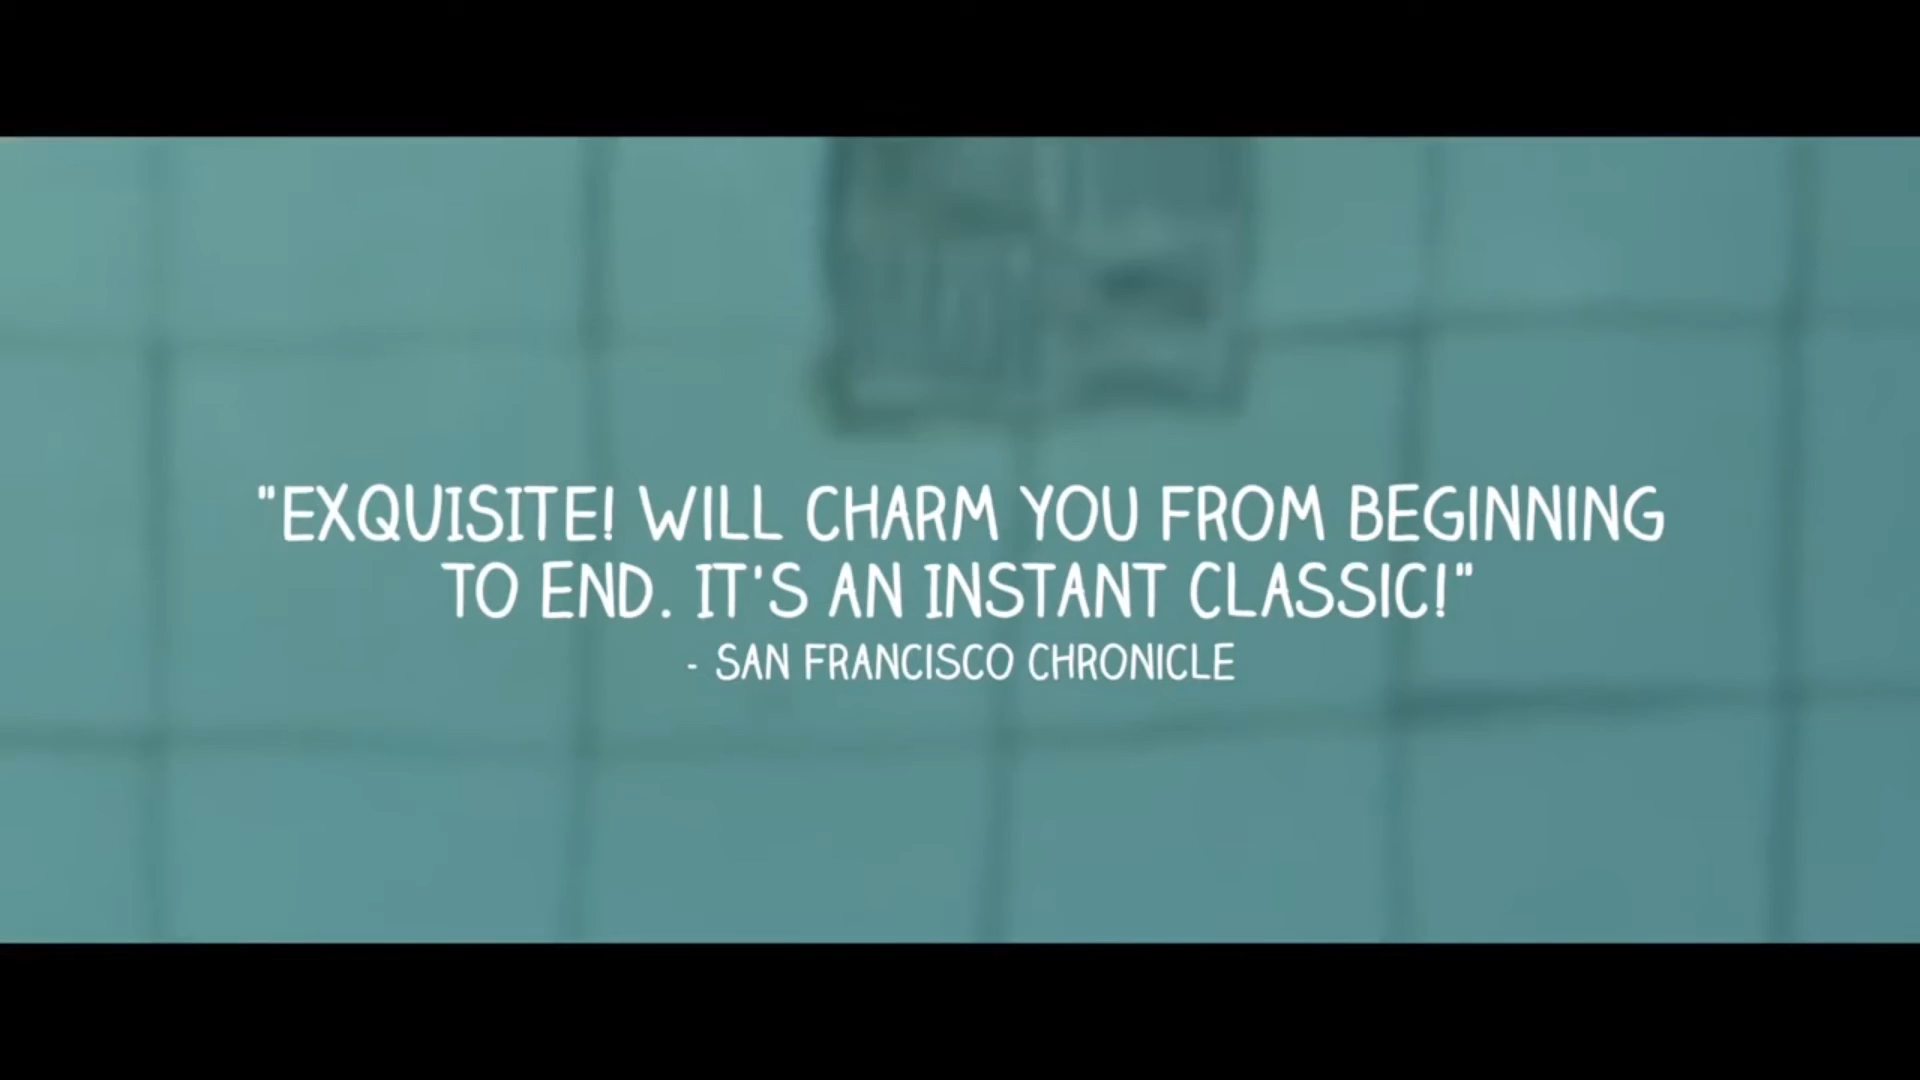 "EXQUISITE! WILL CHARM YOU FROM BEGINNING
TO END. IT'S AN INSTANT CLASSIC!"
- SAN FRANCISCO CHRONICLE